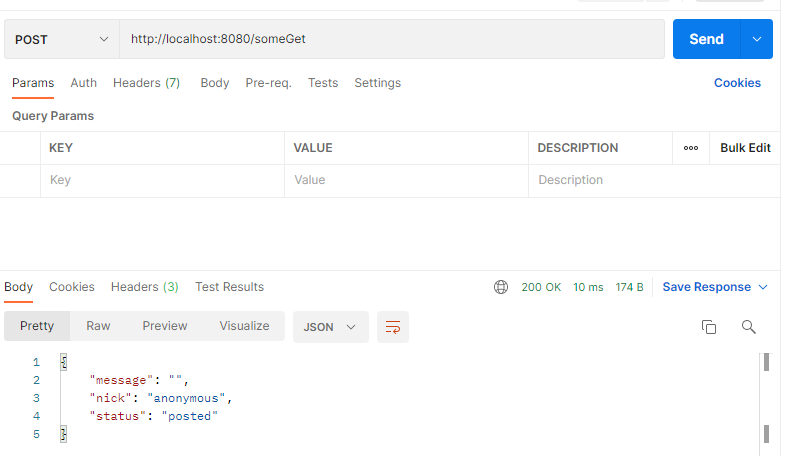 POST http://localhost:8080/someGet Send
Params Auth Headers (7) Body Pre-req. Tests Settings Cookies
Query Params
KEY VALUE DESCRIPTION ooo Bulk Edit
Key Value Description
Body Cookies Headers (3) Test Results 200 OK 10 ms 174 B Save Response
Pretty Raw Preview Visualize JSON
1 {
2 "message": "",
3 "nick": "anonymous",
4 "status": "posted"
5 }